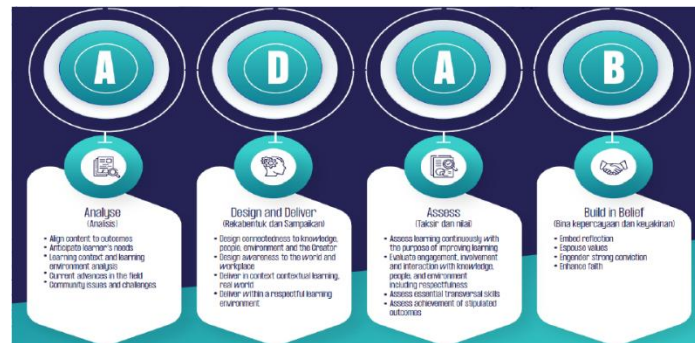 A
D
A
B
Analyse
(Analisis)
• Align content to outcomes
• Anticipate learner's needs
• Learning context and learning
environment analysis
• Current advances in the field
• Community issues and challenges
Design and Deliver
(Rekabentuk dan Sampaikan)
• Design connectedness to knowledge,
people, environment and the Creator
• Design awareness to the world and
workplace
• Deliver in context contextual learning,
real world
• Deliver within a respectful learning
environment.
Assess
(Taksir dan nilai)
• Assess learning continuously with
the purpose of improving learning
• Evaluate engagement, involvement
and interaction with knowledge,
people, and environment
including respectfulness
• Assess essential transversal skills
• Assess achievement of stipulated
outcomes
Build in Belief
(Bina kepercayaan dan keyakinan)
• Embed reflection
• Espouse values
• Engender strong conviction
• Enhance faith